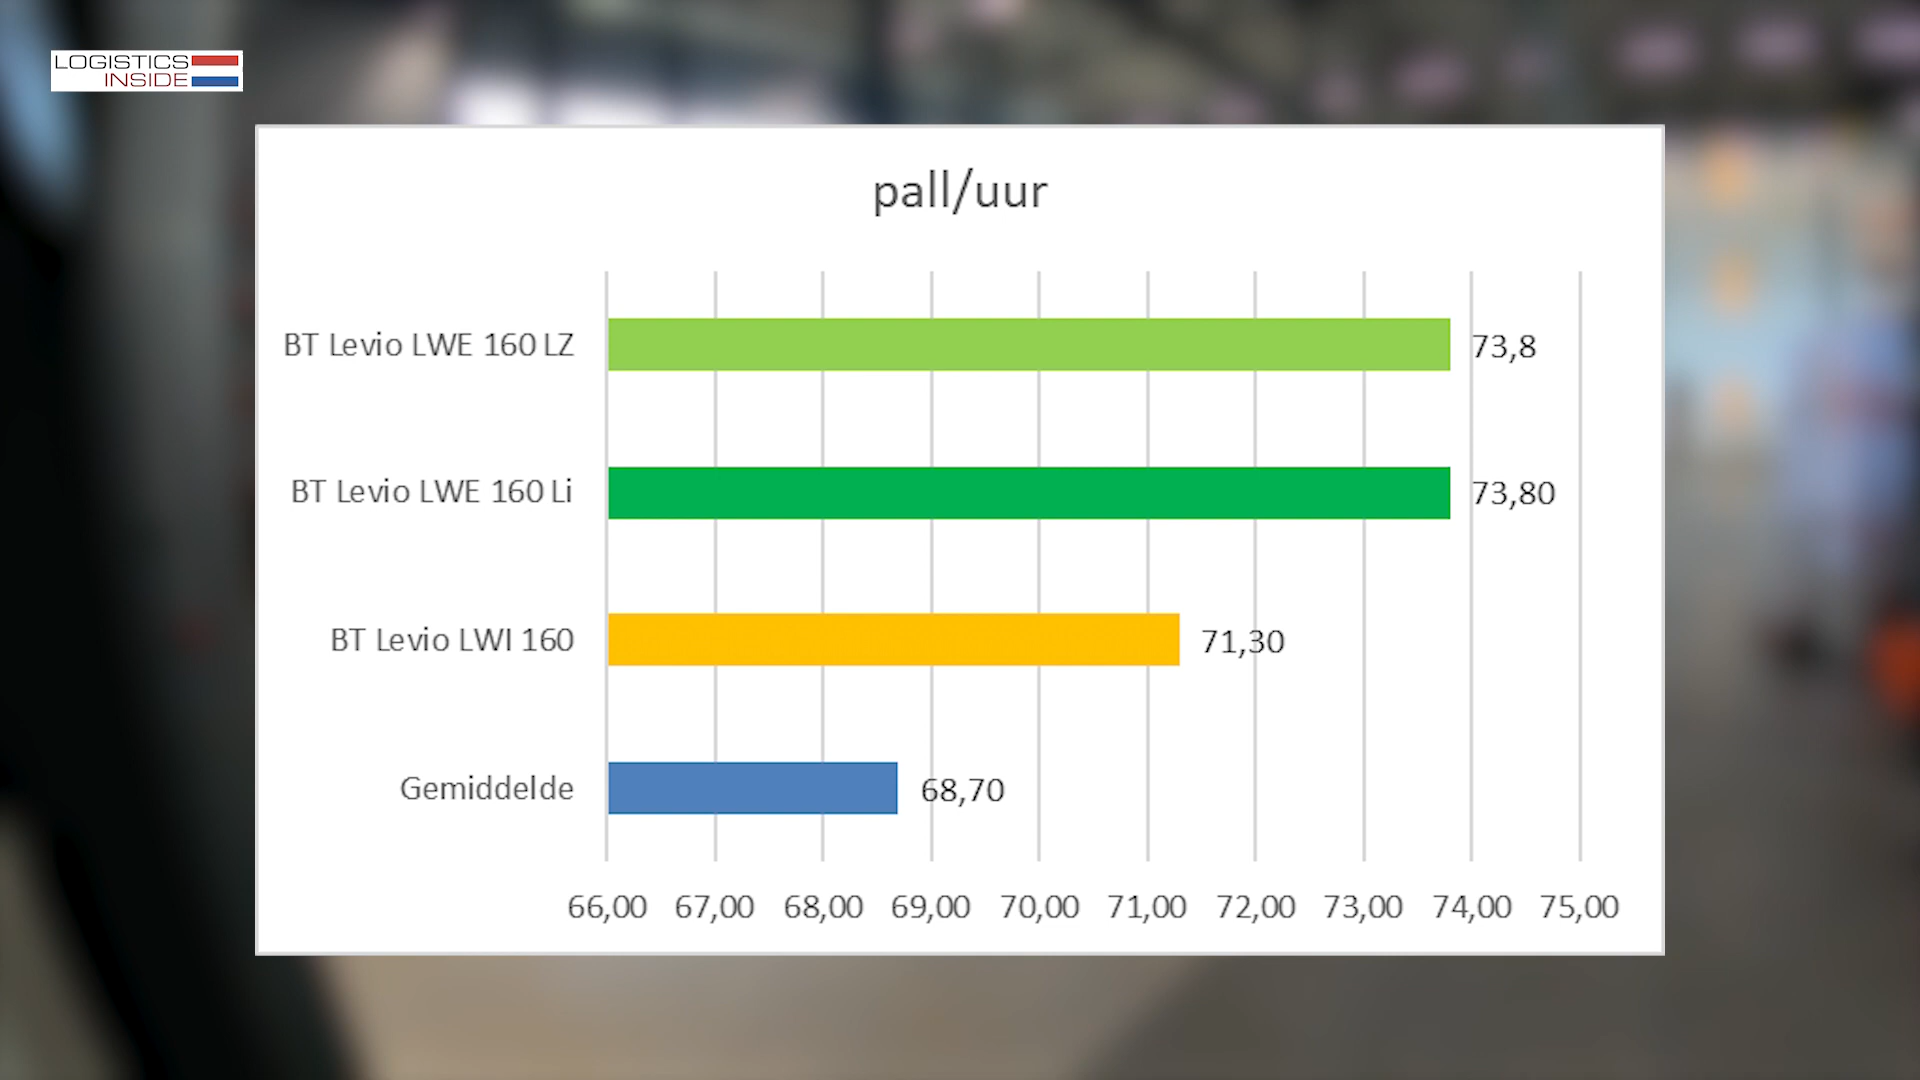 LOGISTICS
INSIDE
pall/uur
BT Levio LWE 160 LZ 73,8
BT Levio LWE 160 Li 73,80
BT Levio LWI 160 71,30
Gemiddelde 68,70
66,00 67,00 68,00 69,00 70,00 71,00 72,00 73,00 74,00 75,00